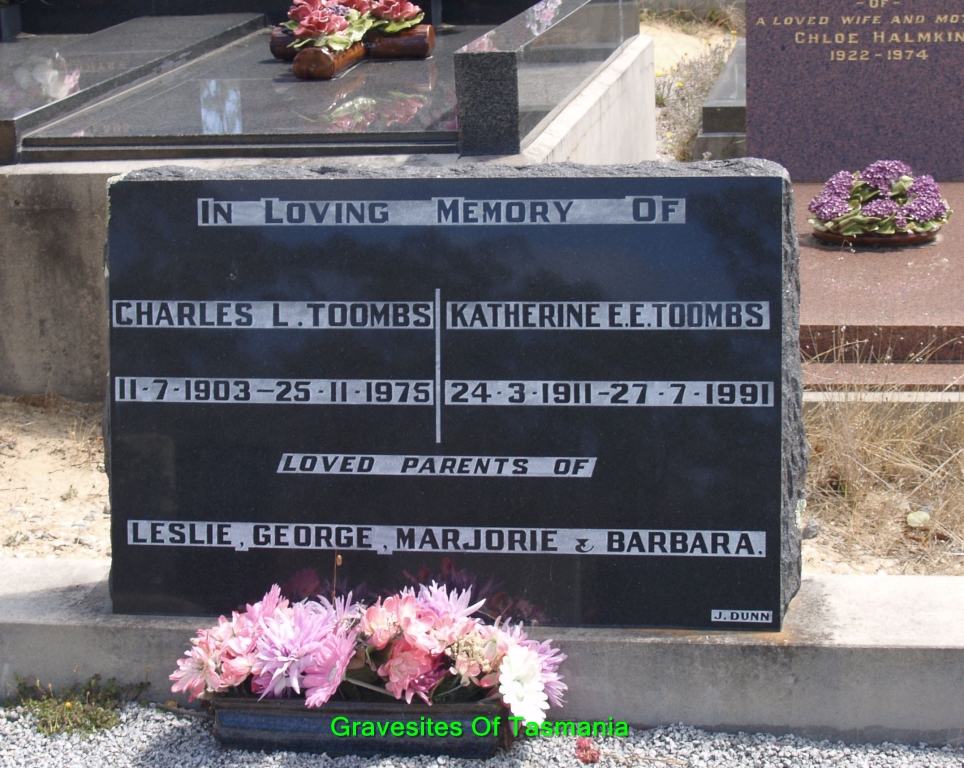 -OF-
A LOVED WIFE AND
CHLOE HALMKIN
1922-1974
IN LOVING MEMORY OF
CHARLES L. TOOMBS
11-7-1903-25-11-1975
KATHERINE E.E. TOOMBS
24-3-1911-27-7-1991
LOVED PARENTS OF
LESLIE, GEORGE, MARJORIE & BARBARA.
J. DUNN
Gravesites Of Tasmania